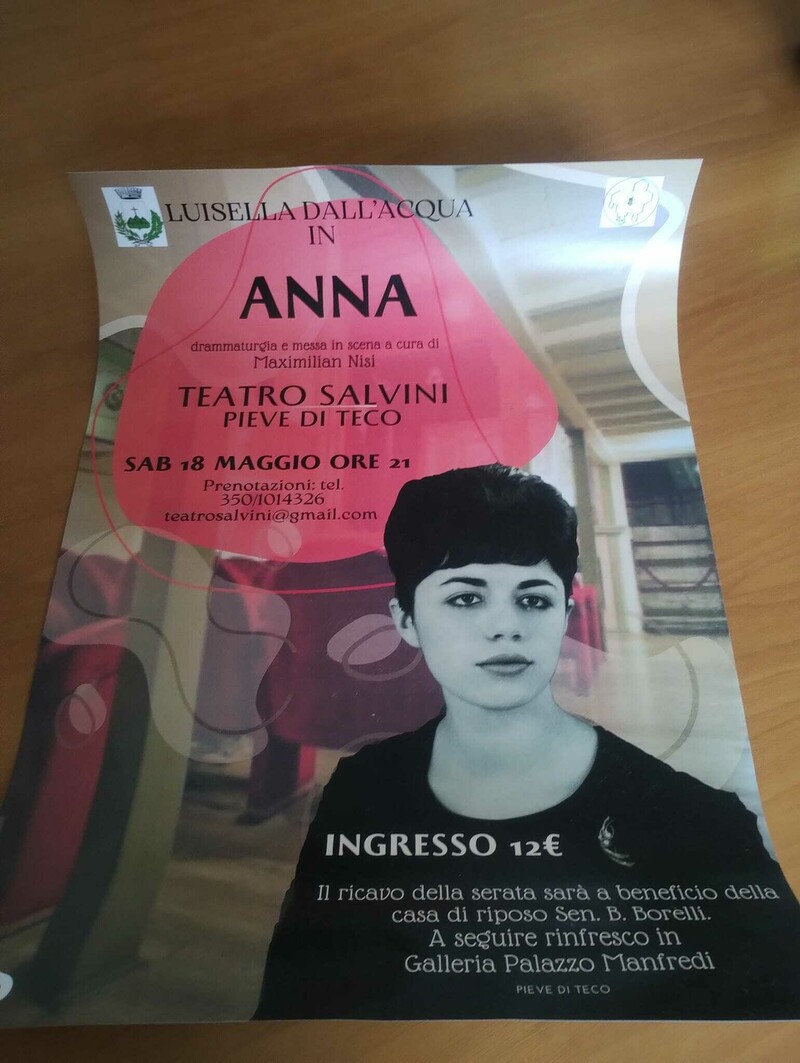 LUISELLA DALL'ACQUA
IN
ANNA
drammaturgia e messa in scena a cura di
Maximilian Nisi
TEATRO SALVINI
PIEVE DI TECO
SAB 18 MAGGIO ORE 21
Prenotazioni: tel.
350/1014326
teatrosalvini@gmail.com
INGRESSO 12€
Il ricavo della serata sarà a beneficio della
casa di riposo Sen. B. Borelli.
A seguire rinfresco in
Galleria Palazzo Manfredi
PIEVE DI TECO